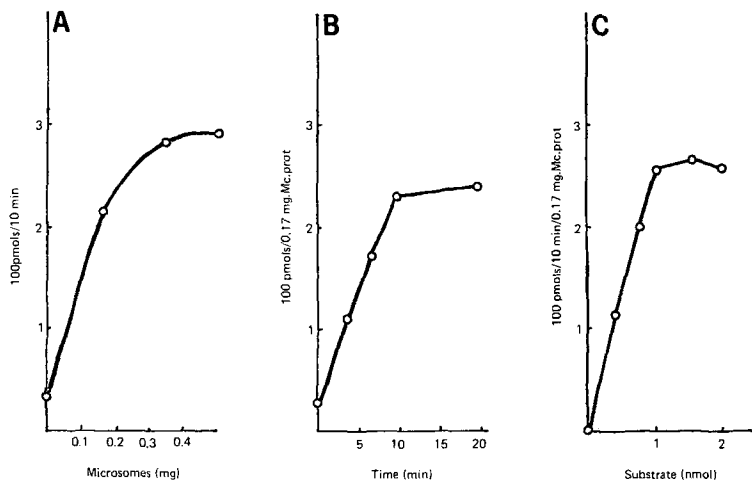 A
100pmols/10 min
3
2
1
0.1 0.2 0,3 0.4
Microsomes (mg)
B
100 pmols/0.17 mg.Mc.prot
3
2
1
5 10 15 20
Time (min)
C
100 pmols/10 min/0.17 mg.Mc.prot
3
2
1
1 2
Substrate (nmol)